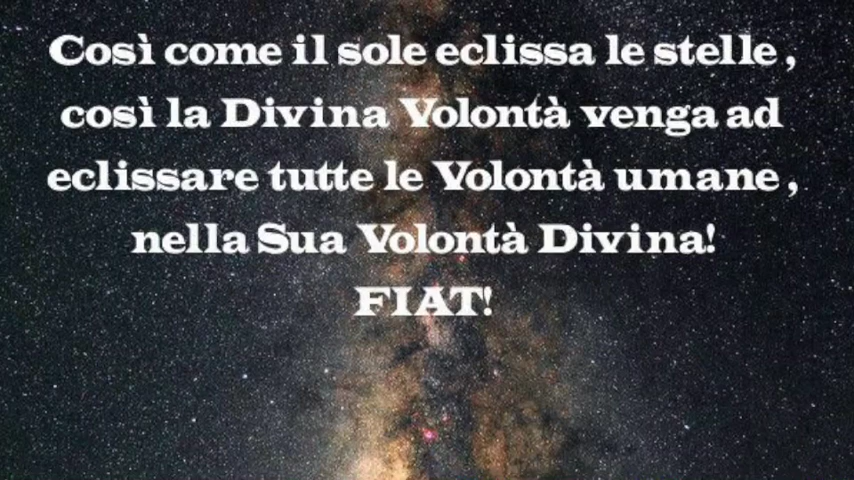 Così come il sole eclissa le stelle ,
così la Divina Volontà venga ad
eclissare tutte le Volontà umane ,
nella Sua Volontà Divina!
FIAT!